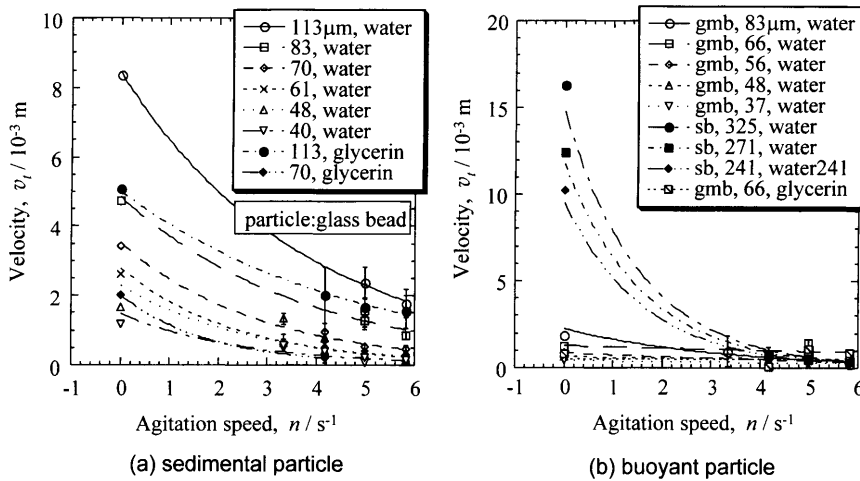 10
8
6
4
2
0
Velocity, v_t / 10⁻³ m
113μm, water
83, water
70, water
61, water
48, water
40, water
113, glycerin
70, glycerin
particle:glass bead
-1 0 1 2 3 4 5 6
Agitation speed, n / s⁻¹
(a) sedimental particle
20
15
10
5
0
Velocity, v_t / 10⁻³ m
gmb, 83μm, water
gmb, 66, water
gmb, 56, water
gmb, 48, water
gmb, 37, water
sb, 325, water
sb, 271, water
sb, 241, water241
gmb, 66, glycerin
-1 0 1 2 3 4 5 6
Agitation speed, n / s⁻¹
(b) buoyant particle